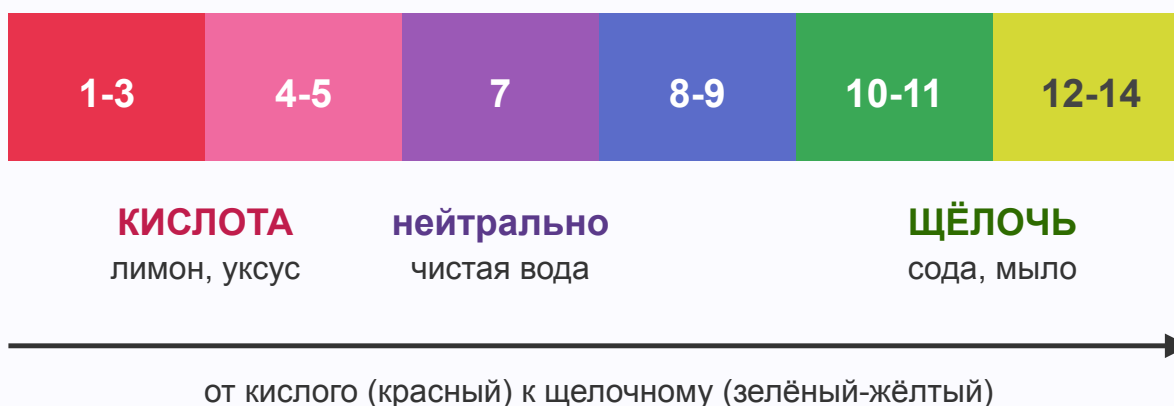 1-3 4-5 7 8-9 10-11 12-14
КИСЛОТА нейтрально ЩЁЛОЧЬ
лимон, уксус чистая вода сода, мыло
от кислого (красный) к щелочному (зелёный-жёлтый)